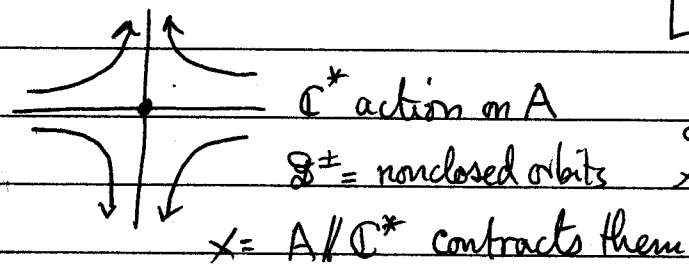 ℂ* action on A
𝔅± = nonclosed orbits
X = A // ℂ* contracts them